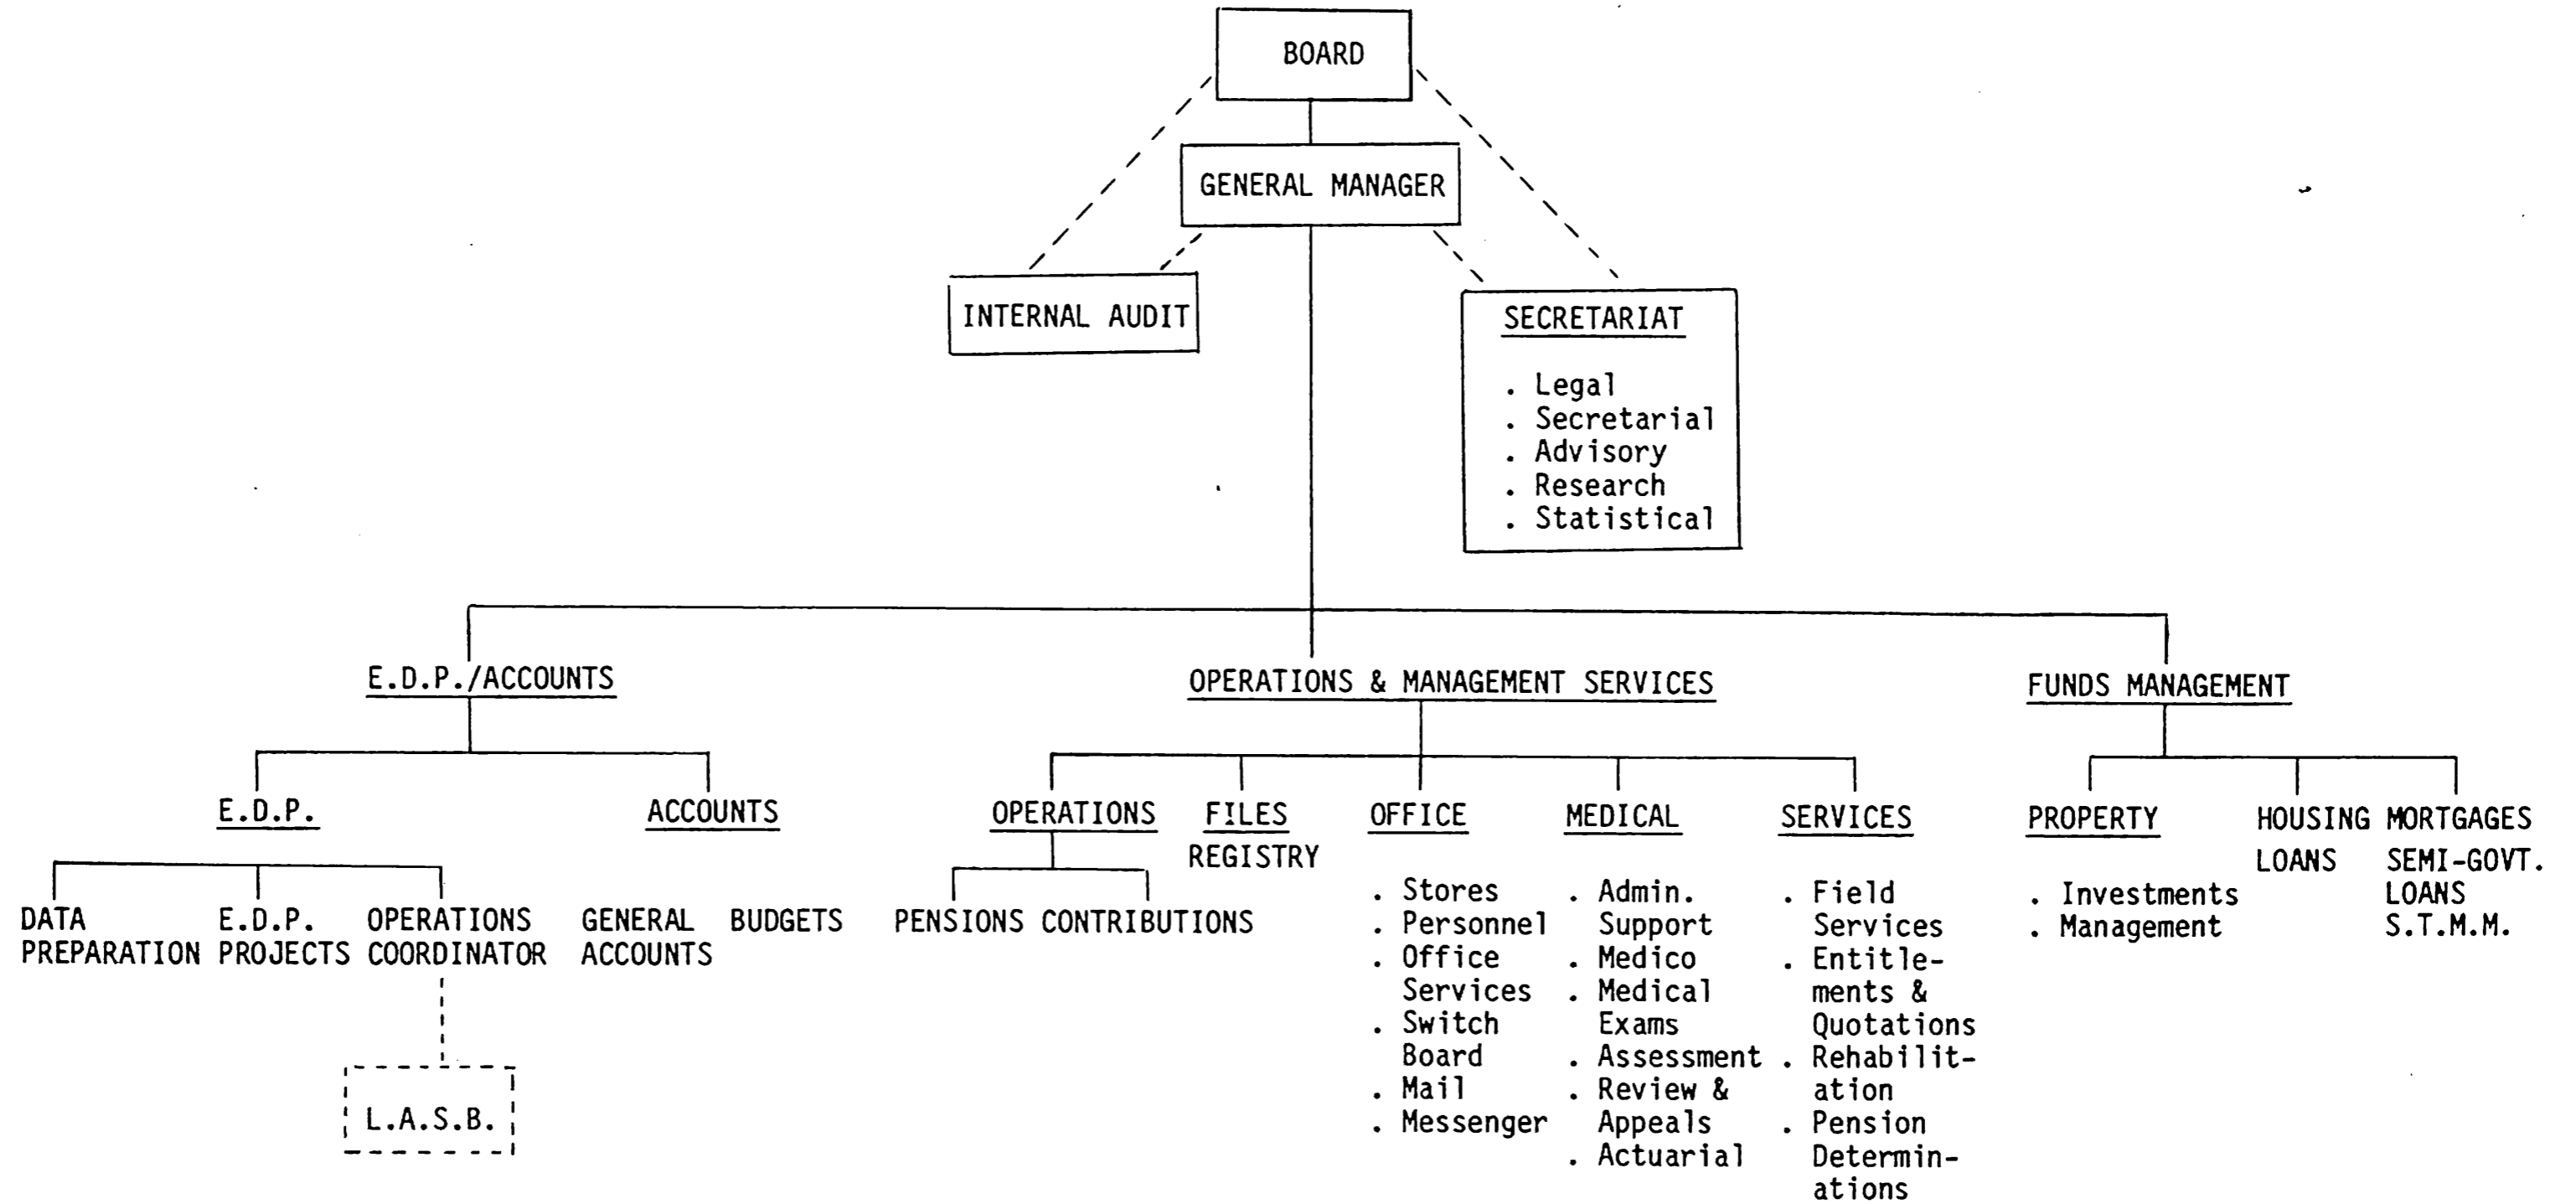 BOARD
GENERAL MANAGER
INTERNAL AUDIT
SECRETARIAT
. Legal
. Secretarial
. Advisory
. Research
. Statistical
E.D.P./ACCOUNTS
OPERATIONS & MANAGEMENT SERVICES
FUNDS MANAGEMENT
E.D.P.
ACCOUNTS
DATA
PREPARATION
E.D.P.
PROJECTS
OPERATIONS
COORDINATOR
L.A.S.B.
GENERAL
ACCOUNTS
BUDGETS
OPERATIONS
PENSIONS
CONTRIBUTIONS
FILES
REGISTRY
OFFICE
. Stores
. Personnel
. Office
Services
. Switch
Board
. Mail
. Messenger
MEDICAL
. Admin.
Support
. Medico
. Medical
Exams
. Assessment
. Review &
Appeals
. Actuarial
SERVICES
. Field
Services
. Entitle-
ments &
Quotations
. Rehabilit-
ation
. Pension
Determin-
ations
PROPERTY
. Investments
. Management
HOUSING
LOANS
MORTGAGES
SEMI-GOVT.
LOANS
S.T.M.M.